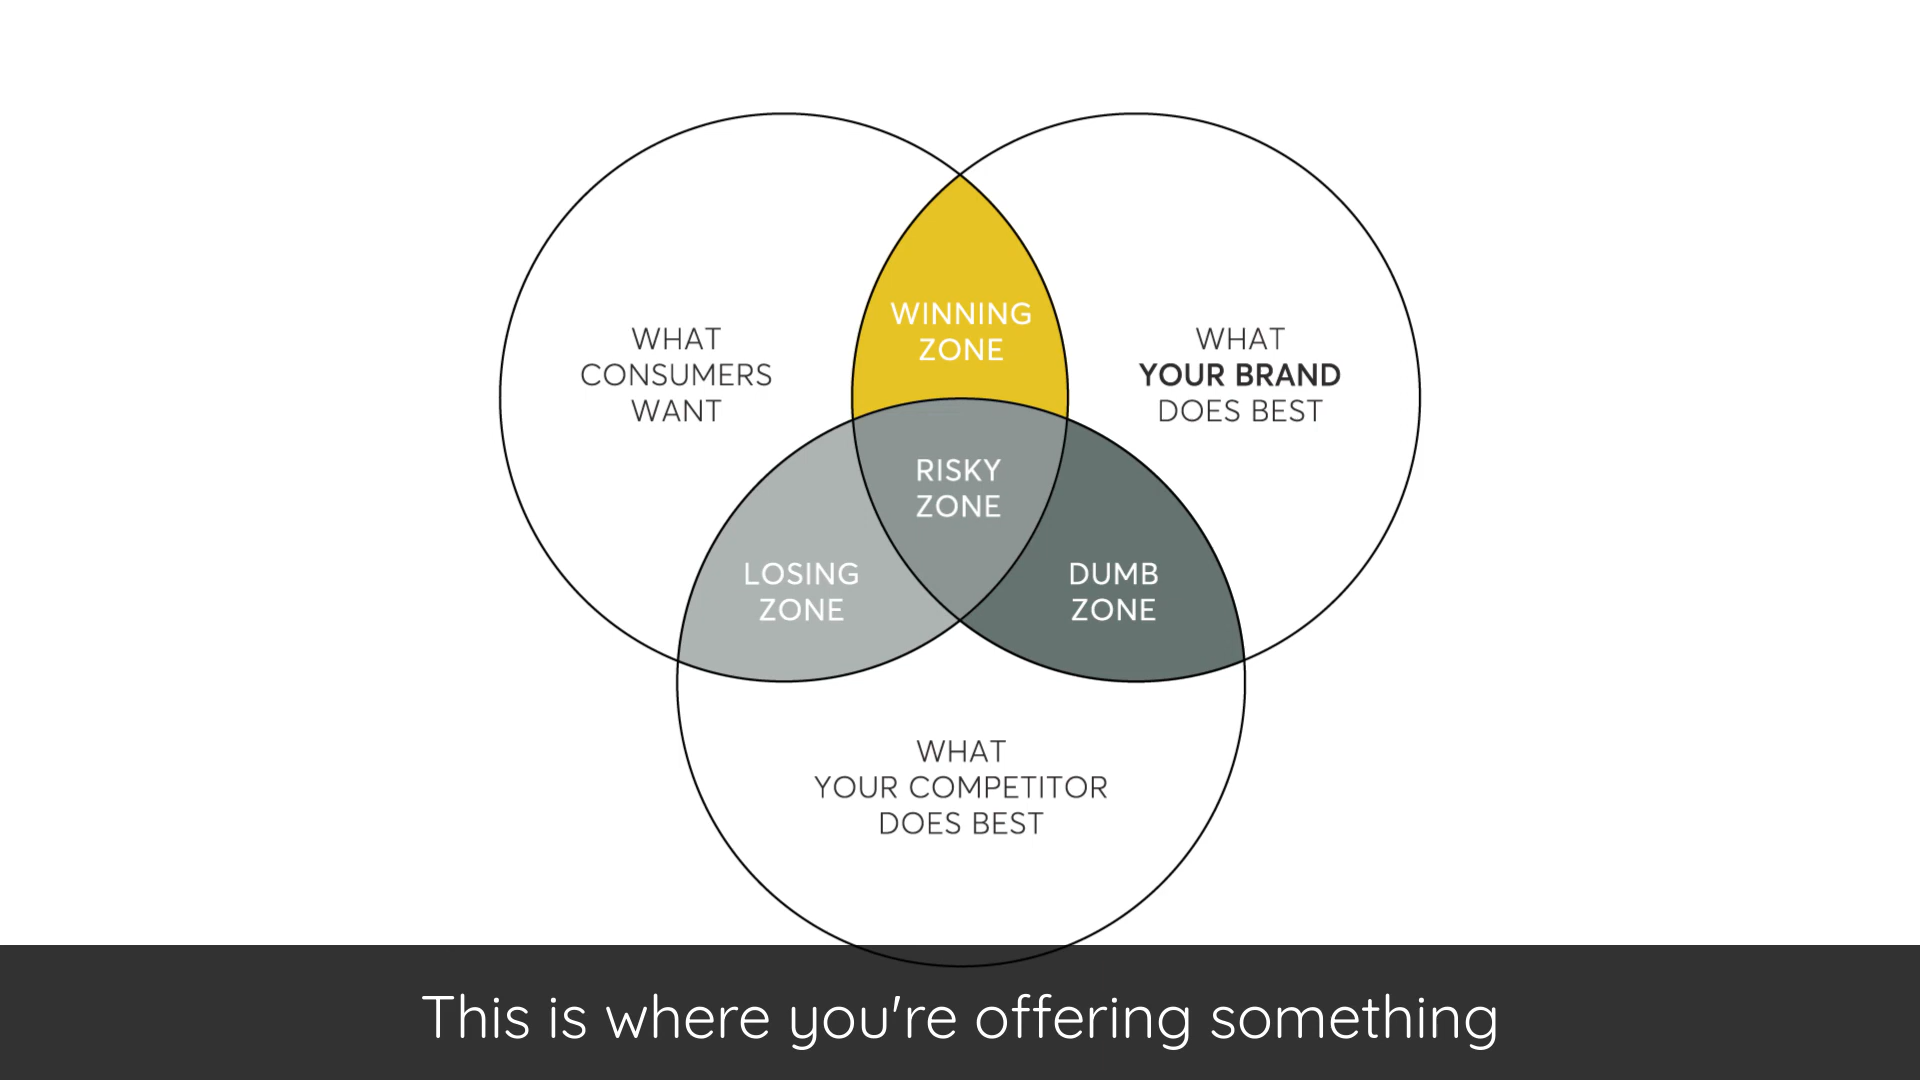 WINNING
ZONE
WHAT
CONSUMERS
WANT
WHAT
YOUR BRAND
DOES BEST
RISKY
ZONE
LOSING
ZONE
DUMB
ZONE
WHAT
YOUR COMPETITOR
DOES BEST
This is where you're offering something